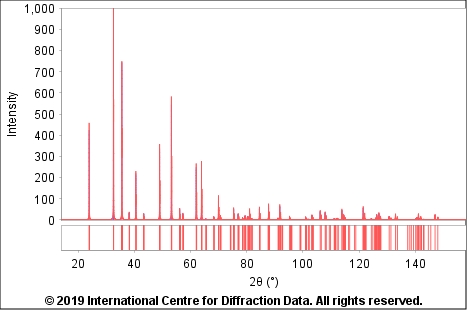 1,000
900
800
700
600
500
400
300
200
100
0
Intensity
20 40 60 80 100 120 140
2θ (°)
© 2019 International Centre for Diffraction Data. All rights reserved.